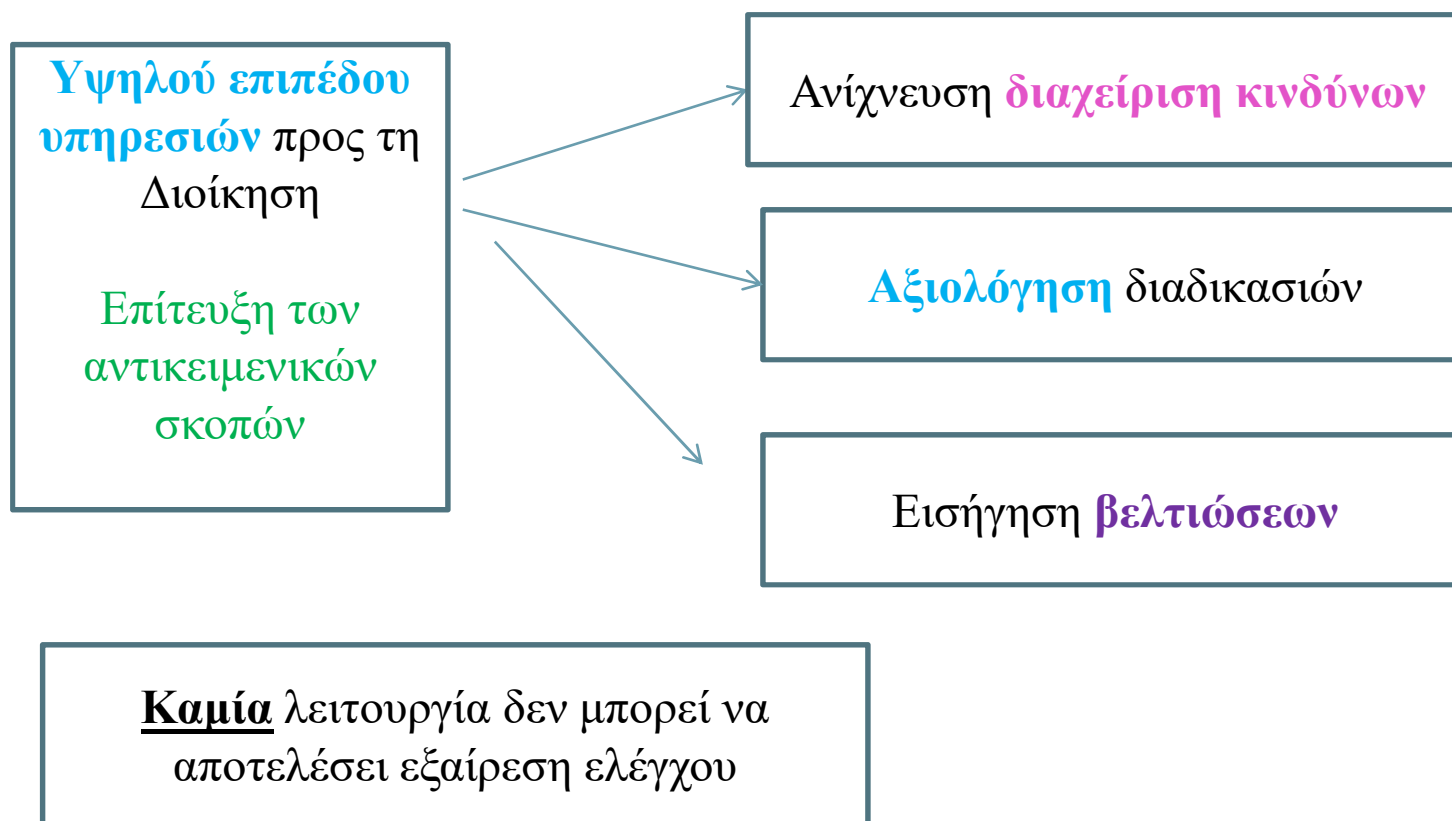 Υψηλού επιπέδου
υπηρεσιών προς τη
Διοίκηση
Επίτευξη των
αντικειμενικών
σκοπών
Ανίχνευση διαχείριση κινδύνων
Αξιολόγηση διαδικασιών
Εισήγηση βελτιώσεων
Καμία λειτουργία δεν μπορεί να
αποτελέσει εξαίρεση ελέγχου